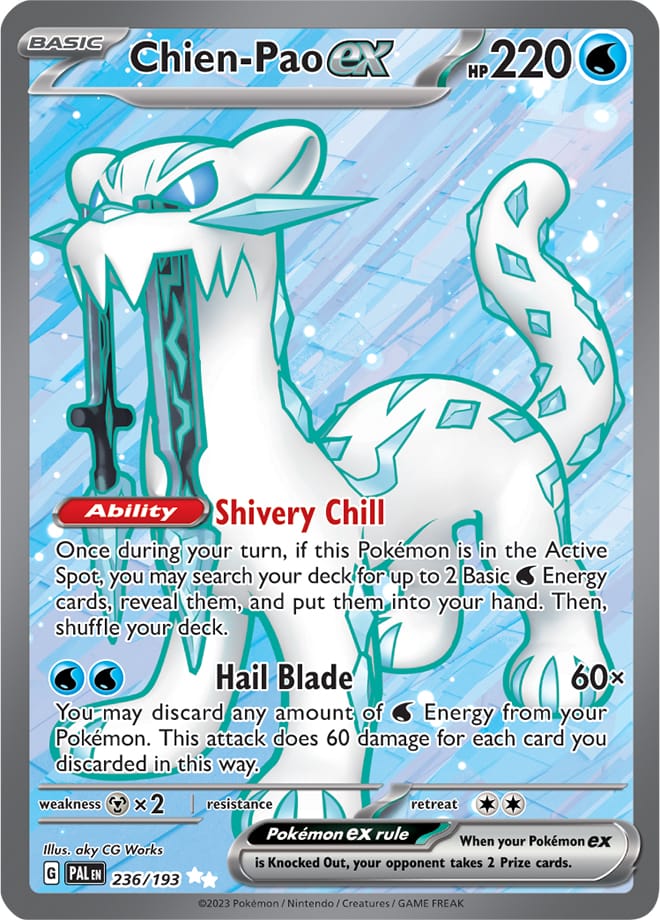 BASIC
Chien-Pao ex HP 220
Ability Shivery Chill
Once during your turn, if this Pokémon is in the Active
Spot, you may search your deck for up to 2 Basic Energy
cards, reveal them, and put them into your hand. Then,
shuffle your deck.
Hail Blade 60×
You may discard any amount of Energy from your
Pokémon. This attack does 60 damage for each card you
discarded in this way.
weakness ×2 resistance retreat
Pokémon ex rule When your Pokémon ex
is Knocked Out, your opponent takes 2 Prize cards.
Illus. aky CG Works
G PAL EN 236/193
©2023 Pokémon / Nintendo / Creatures / GAME FREAK